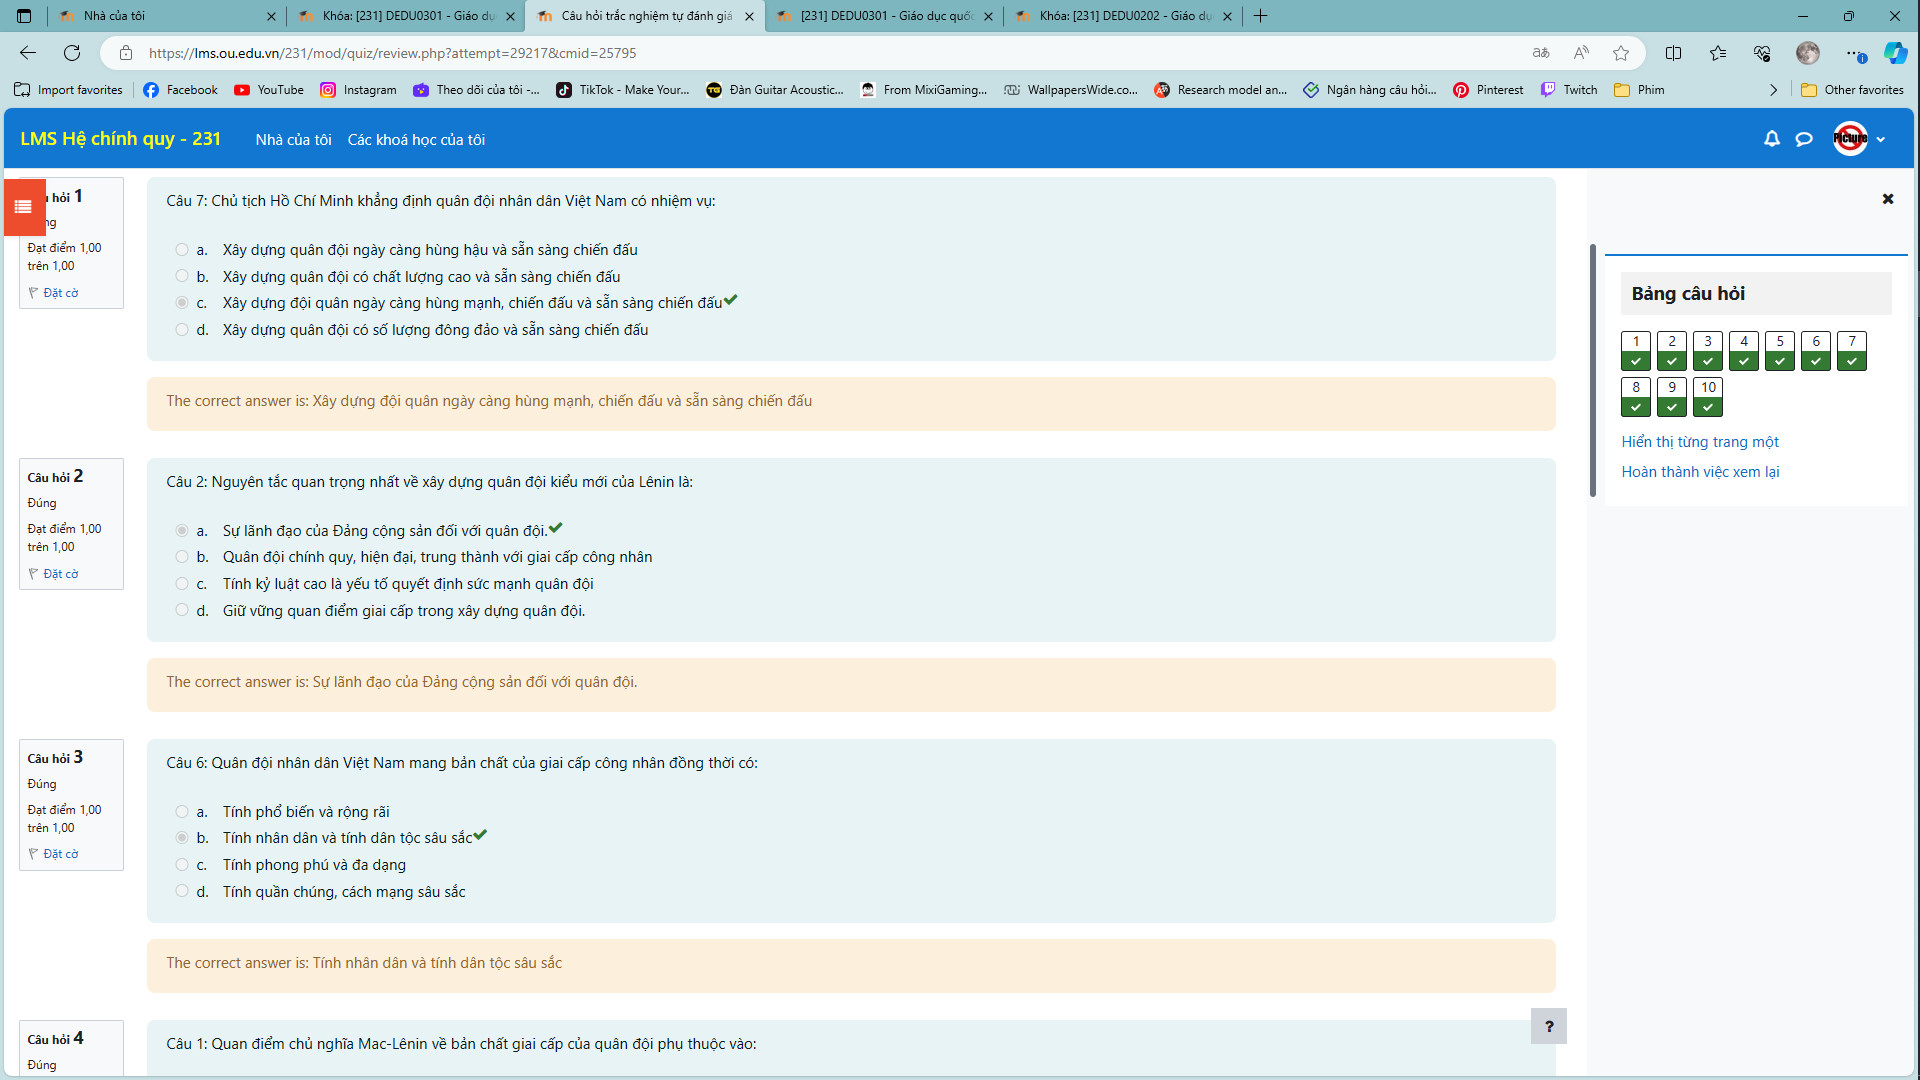 Nhà của tôi
Khóa: [231] DEDU0301 - Giáo dụ
Câu hỏi trắc nghiệm tự đánh giá
[231] DEDU0301 - Giáo dục quốc
Khóa: [231] DEDU0202 - Giáo dụ
https://lms.ou.edu.vn/231/mod/quiz/review.php?attempt=29217&cmid=25795
Import favorites
Facebook
YouTube
Instagram
Theo dõi của tôi -...
TikTok - Make Your...
Đàn Guitar Acoustic...
From MixiGaming...
WallpapersWide.co...
Research model an...
Ngân hàng câu hỏi...
Pinterest
Twitch
Phim
Other favorites
LMS Hệ chính quy - 231
Nhà của tôi
Các khoá học của tôi
Picture
hỏi 1
ng
Đạt điểm 1,00
trên 1,00
Đặt cờ
Câu 7: Chủ tịch Hồ Chí Minh khẳng định quân đội nhân dân Việt Nam có nhiệm vụ:
a. Xây dựng quân đội ngày càng hùng hậu và sẵn sàng chiến đấu
b. Xây dựng quân đội có chất lượng cao và sẵn sàng chiến đấu
c. Xây dựng đội quân ngày càng hùng mạnh, chiến đấu và sẵn sàng chiến đấu
d. Xây dựng quân đội có số lượng đông đảo và sẵn sàng chiến đấu
The correct answer is: Xây dựng đội quân ngày càng hùng mạnh, chiến đấu và sẵn sàng chiến đấu
Câu hỏi 2
Đúng
Đạt điểm 1,00
trên 1,00
Đặt cờ
Câu 2: Nguyên tắc quan trọng nhất về xây dựng quân đội kiểu mới của Lênin là:
a. Sự lãnh đạo của Đảng cộng sản đối với quân đội.
b. Quân đội chính quy, hiện đại, trung thành với giai cấp công nhân
c. Tính kỷ luật cao là yếu tố quyết định sức mạnh quân đội
d. Giữ vững quan điểm giai cấp trong xây dựng quân đội.
The correct answer is: Sự lãnh đạo của Đảng cộng sản đối với quân đội.
Câu hỏi 3
Đúng
Đạt điểm 1,00
trên 1,00
Đặt cờ
Câu 6: Quân đội nhân dân Việt Nam mang bản chất của giai cấp công nhân đồng thời có:
a. Tính phổ biến và rộng rãi
b. Tính nhân dân và tính dân tộc sâu sắc
c. Tính phong phú và đa dạng
d. Tính quần chúng, cách mạng sâu sắc
The correct answer is: Tính nhân dân và tính dân tộc sâu sắc
Câu hỏi 4
Đúng
Câu 1: Quan điểm chủ nghĩa Mac-Lênin về bản chất giai cấp của quân đội phụ thuộc vào:
?
Bảng câu hỏi
1 2 3 4 5 6 7
8 9 10
Hiển thị từng trang một
Hoàn thành việc xem lại